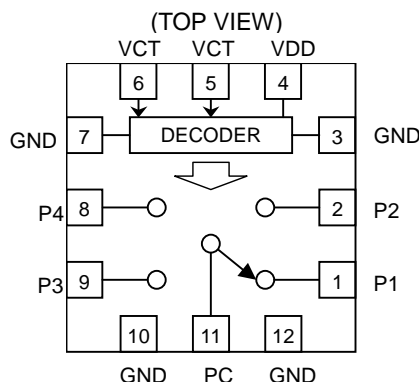 (TOP VIEW)
VCT VCT VDD
6 5 4
GND 7 DECODER 3 GND
P4 8 2 P2
P3 9 1 P1
10 11 12
GND PC GND